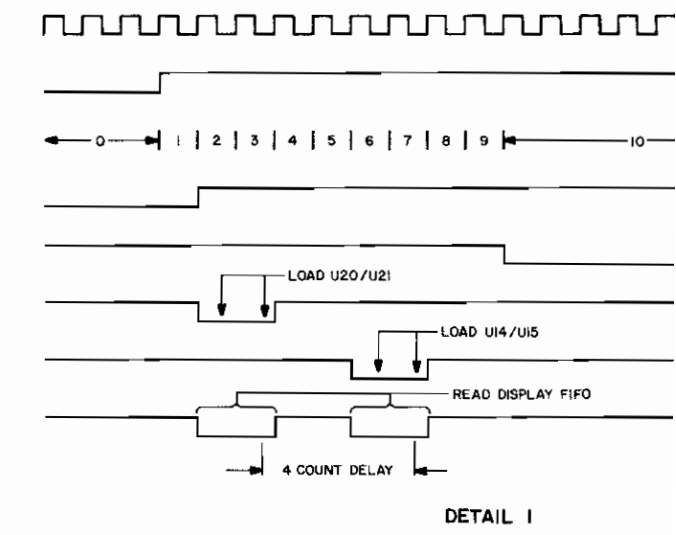 0 1 2 3 4 5 6 7 8 9 10
LOAD U20/U21
LOAD U14/U15
READ DISPLAY FIFO
4 COUNT DELAY
DETAIL 1